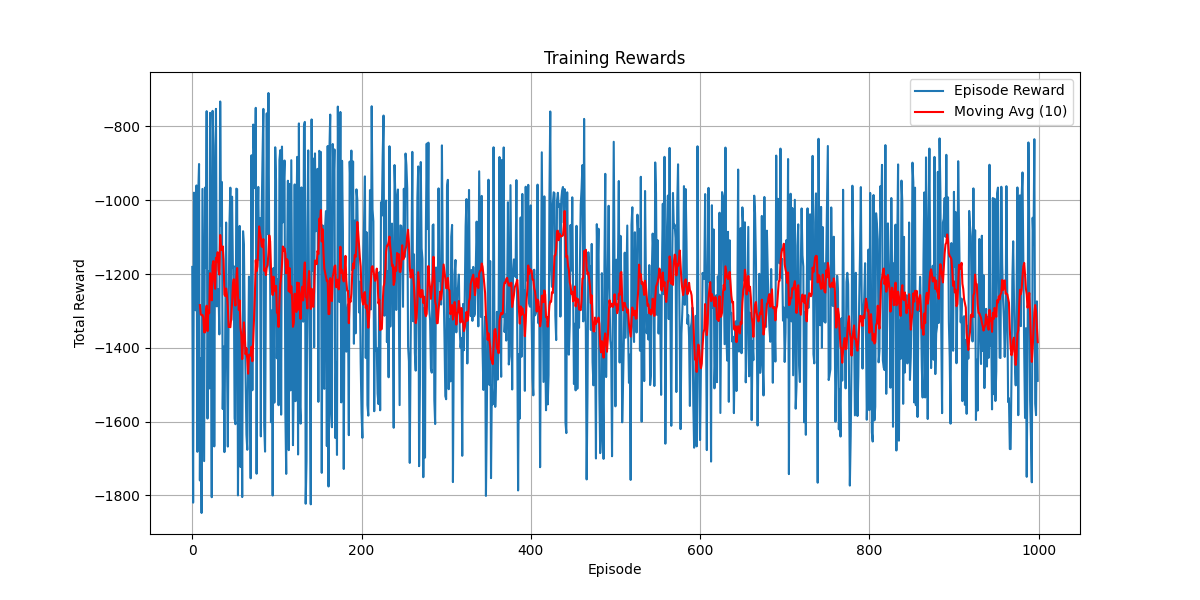 Training Rewards
Episode Reward
Moving Avg (10)
Total Reward
−800
−1000
−1200
−1400
−1600
−1800
0
200
400
600
800
1000
Episode